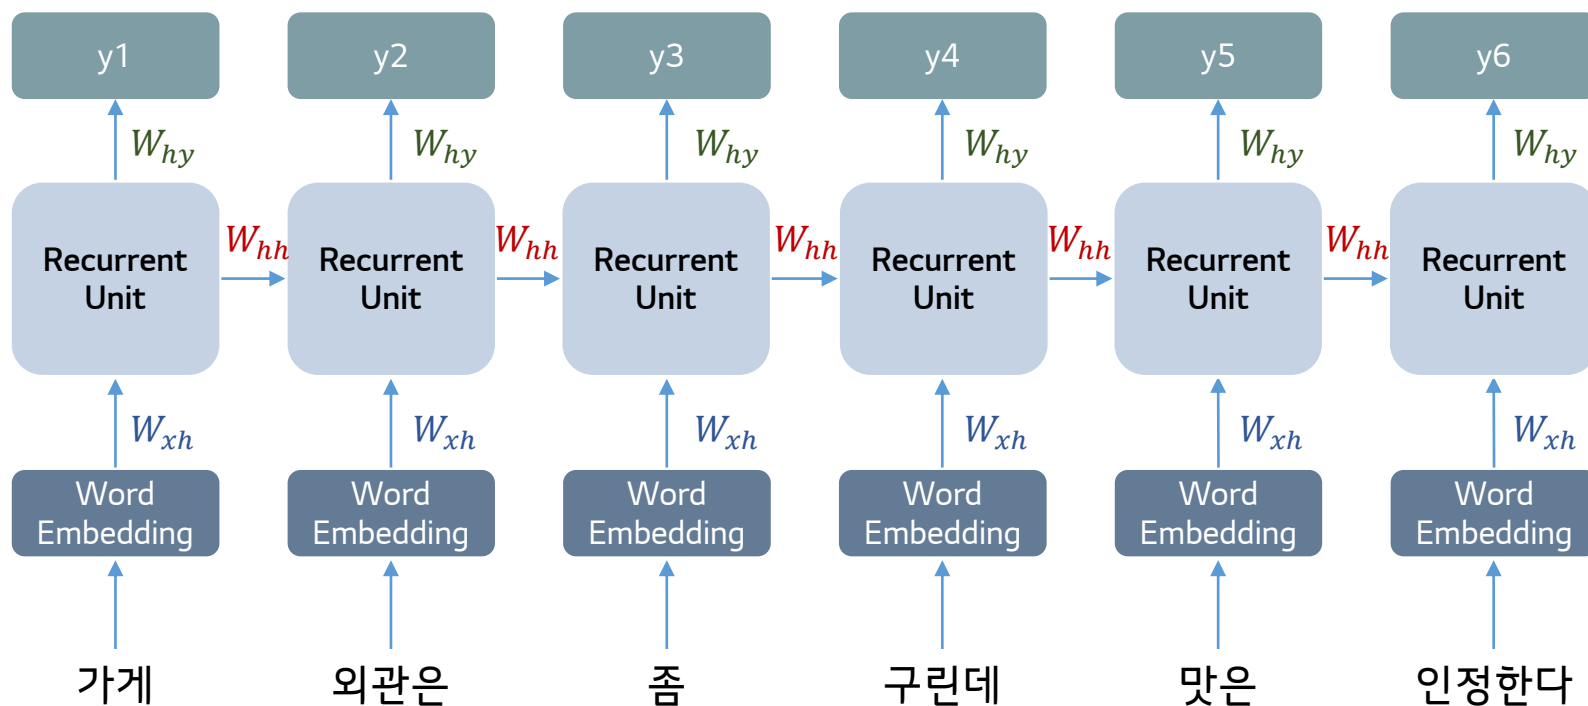 y1 y2 y3 y4 y5 y6
W_hy W_hy W_hy W_hy W_hy W_hy
W_hh W_hh W_hh W_hh W_hh
Recurrent Recurrent Recurrent Recurrent Recurrent Recurrent
Unit Unit Unit Unit Unit Unit
W_xh W_xh W_xh W_xh W_xh W_xh
Word Word Word Word Word Word
Embedding Embedding Embedding Embedding Embedding Embedding
가게 외관은 좀 구린데 맛은 인정한다